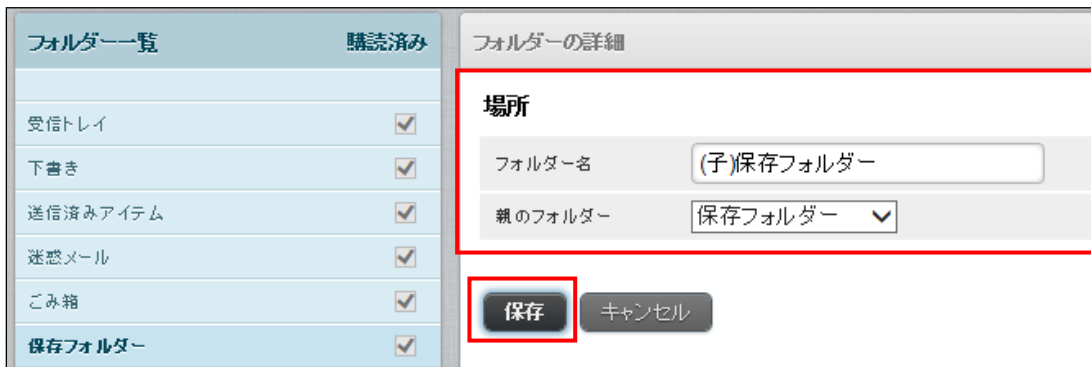 フォルダー一覧 購読済み
受信トレイ
下書き
送信済みアイテム
迷惑メール
ごみ箱
保存フォルダー
フォルダーの詳細
場所
フォルダー名 (子)保存フォルダー
親のフォルダー 保存フォルダー
保存 キャンセル